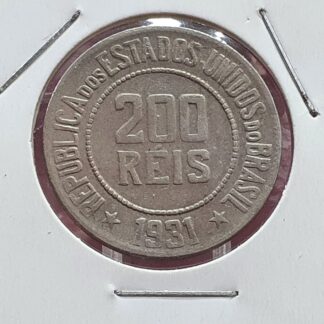 REPUBLICA DOS ESTADOS-UNIDOS DO BRASIL
200
RÉIS
1931